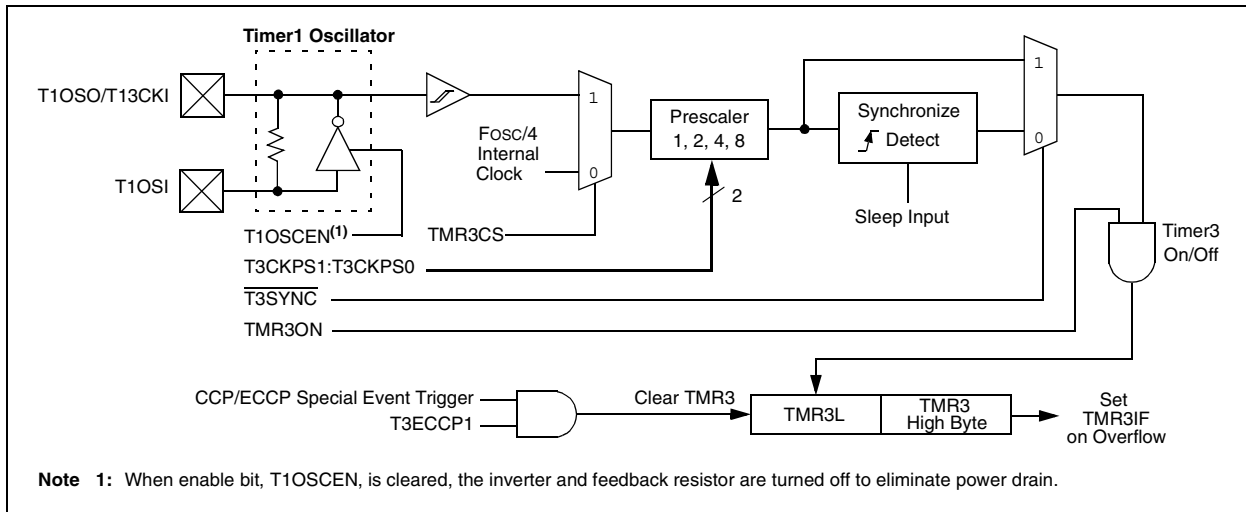 Timer1 Oscillator
T1OSO/T13CKI
T1OSI
FOSC/4
Internal
Clock
1
0
Prescaler
1, 2, 4, 8
2
Synchronize
Detect
Sleep Input
1
0
Timer3
On/Off
T1OSCEN(1)
TMR3CS
T3CKPS1:T3CKPS0
T3SYNC
TMR3ON
CCP/ECCP Special Event Trigger
T3ECCP1
Clear TMR3
TMR3L
TMR3
High Byte
Set
TMR3IF
on Overflow
Note 1: When enable bit, T1OSCEN, is cleared, the inverter and feedback resistor are turned off to eliminate power drain.